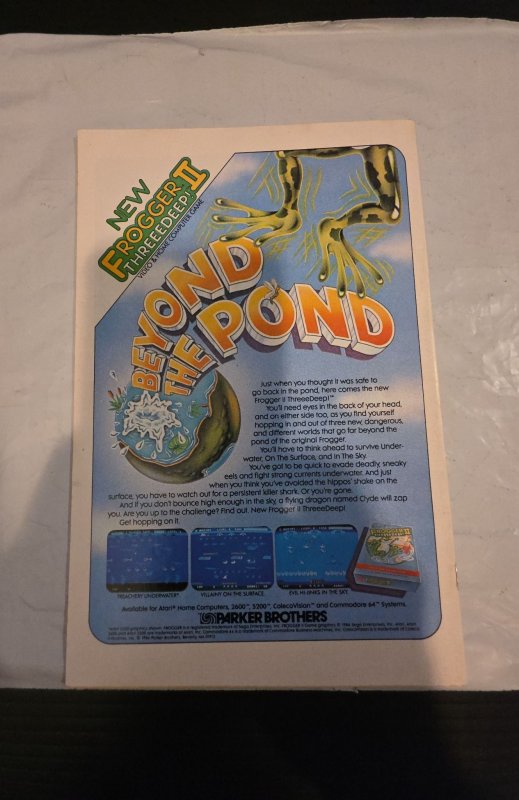 NEW
FROGGER II
THREEEDEEP!
VIDEO & HOME COMPUTER GAME
BEYOND
THE POND
Just when you thought it was safe to
go back in the pond, here comes the new
Frogger II ThreeeDeep!™
You'll need eyes in the back of your head,
and on either side too, as you find yourself
hopping in and out of three new, dangerous,
and different worlds that go far beyond the
pond of the original Frogger.
You'll have to think ahead to survive Under-
water, On The Surface, and in The Sky.
You've got to be quick to evade deadly, sneaky
eels and fight strong currents underwater. And just
when you think you've avoided the hippos' shake on the
surface, you have to watch out for a persistent killer shark. Or you're gone.
And if you don't bounce high enough in the sky, a flying dragon named Clyde will zap
you. Are you up to the challenge? Find out. New Frogger II ThreeeDeep!
Get hopping on it.
TREACHERY UNDERWATER*
VILLAINY ON THE SURFACE.
EVIL HI-JINKS IN THE SKY.
FROGGER II
Available for Atari® Home Computers, 2600™, 5200™, ColecoVision™ and Commodore 64™ Systems.
PARKER BROTHERS